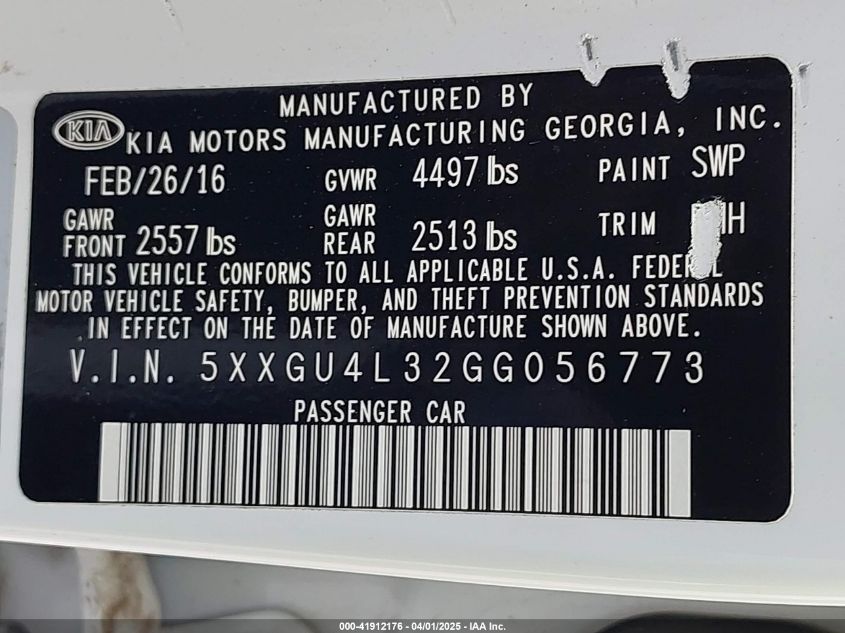 MANUFACTURED BY
KIA KIA MOTORS MANUFACTURING GEORGIA, INC.
FEB/26/16 GVWR 4497 lbs PAINT SWP
GAWR FRONT 2557 lbs GAWR REAR 2513 lbs TRIM H
THIS VEHICLE CONFORMS TO ALL APPLICABLE U.S.A. FEDERAL
MOTOR VEHICLE SAFETY, BUMPER, AND THEFT PREVENTION STANDARDS
IN EFFECT ON THE DATE OF MANUFACTURE SHOWN ABOVE.
V.I.N. 5XXGU4L32GG056773
PASSENGER CAR
000-41912176 - 04/01/2025 - IAA Inc.